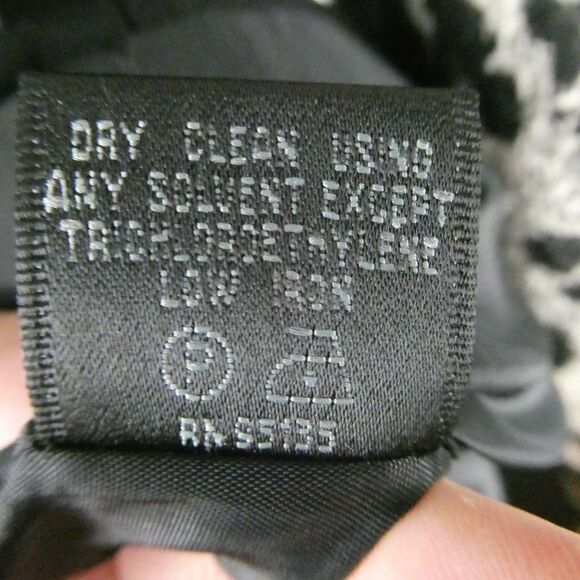 DRY CLEAN USING
ANY SOLVENT EXCEPT
TRICHLOROETHYLENE
LOW IRON
P
RN 55135